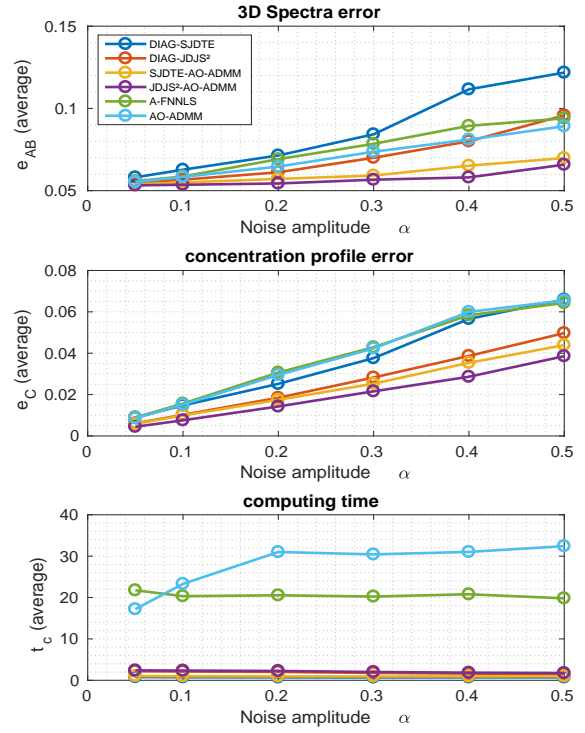 3D Spectra error
0.15
0.1
0.05
e AB (average)
DIAG-SJDTE
DIAG-JDJS²
SJDTE-AO-ADMM
JDJS²-AO-ADMM
A-FNNLS
AO-ADMM
0 0.1 0.2 0.3 0.4 0.5
Noise amplitude α
concentration profile error
0.08
0.06
0.04
0.02
0
e C (average)
0 0.1 0.2 0.3 0.4 0.5
Noise amplitude α
computing time
40
30
20
10
0
t c (average)
0 0.1 0.2 0.3 0.4 0.5
Noise amplitude α